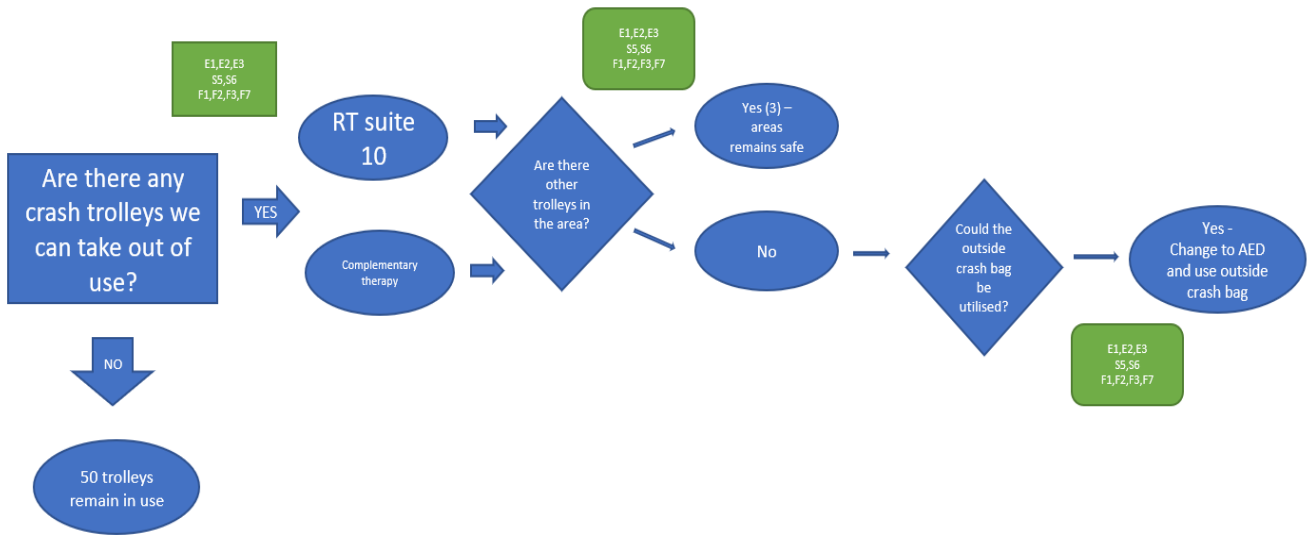 Are there any
crash trolleys we
can take out of
use?
NO
50 trolleys
remain in use
YES
E1,E2,E3
S5,S6
F1,F2,F3,F7
RT suite
10
Complementary
therapy
E1,E2,E3
S5,S6
F1,F2,F3,F7
Are there
other
trolleys in
the area?
Yes (3) –
areas
remains safe
No
Could the
outside
crash bag
be
utilised?
Yes -
Change to AED
and use outside
crash bag
E1,E2,E3
S5,S6
F1,F2,F3,F7